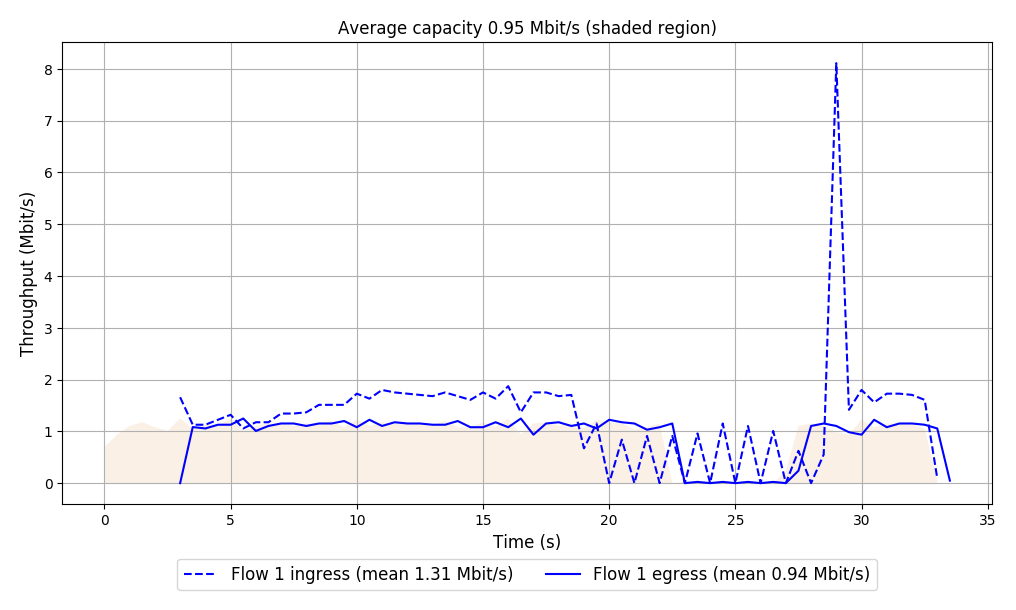 Average capacity 0.95 Mbit/s (shaded region)
8
7
6
5
4
3
2
1
0
Throughput (Mbit/s)
0 5 10 15 20 25 30 35
Time (s)
Flow 1 ingress (mean 1.31 Mbit/s) Flow 1 egress (mean 0.94 Mbit/s)